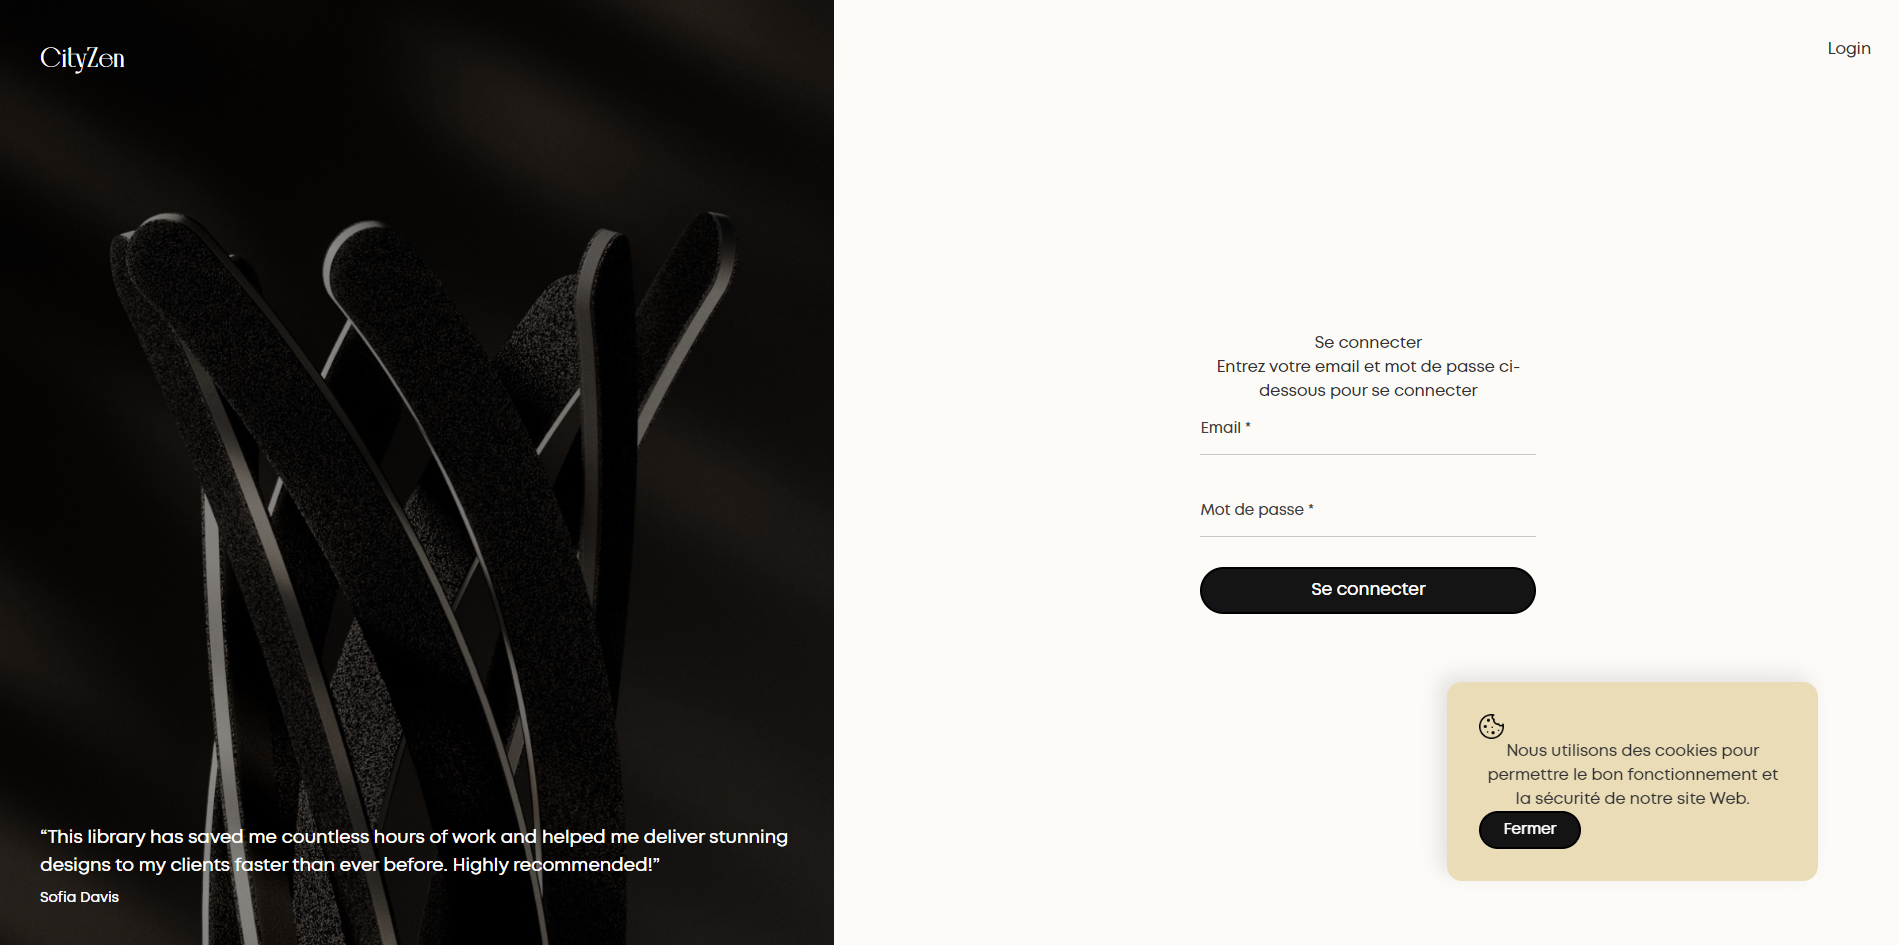 CityZen
“This library has saved me countless hours of work and helped me deliver stunning
designs to my clients faster than ever before. Highly recommended!”
Sofia Davis
Login
Se connecter
Entrez votre email et mot de passe ci-
dessous pour se connecter
Email *
Mot de passe *
Se connecter
Nous utilisons des cookies pour
permettre le bon fonctionnement et
la sécurité de notre site Web.
Fermer